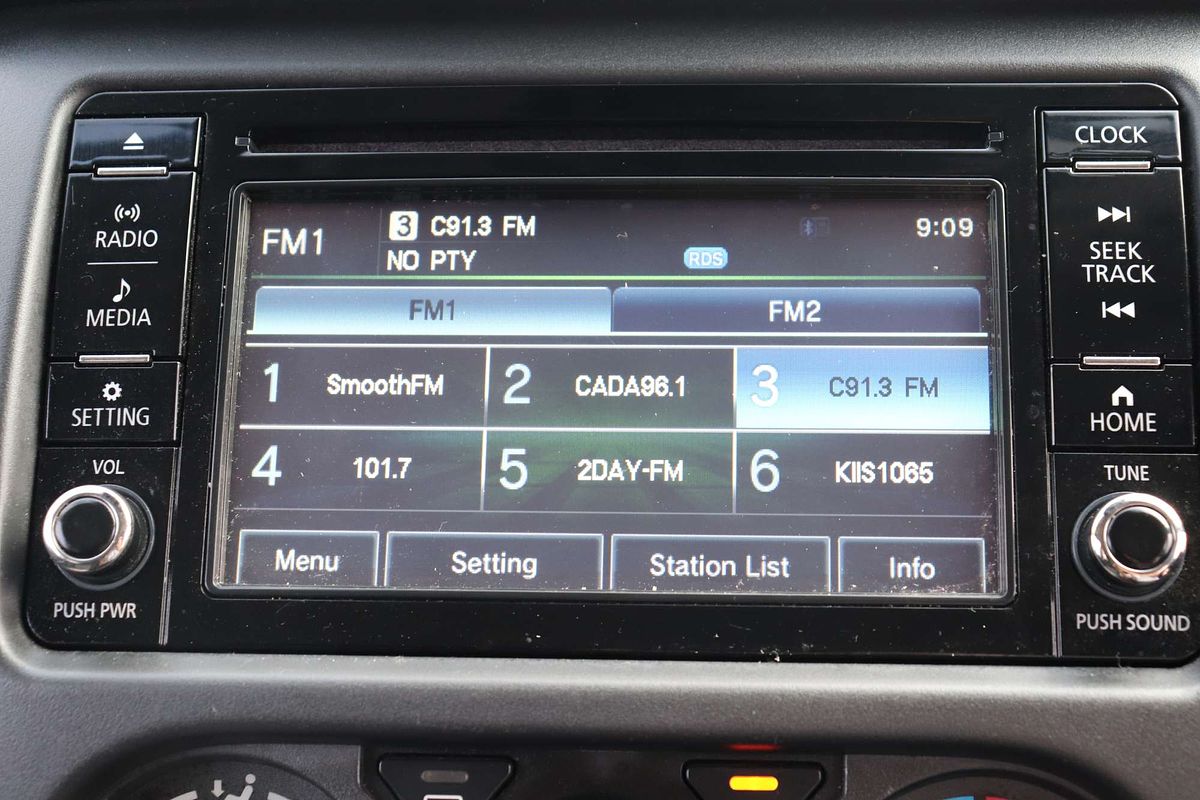 CLOCK
RADIO
MEDIA
SETTING
VOL
PUSH PWR
FM1
3 C91.3 FM
9:09
NO PTY
RDS
FM1
FM2
1 SmoothFM
2 CADA96.1
3 C91.3 FM
4 101.7
5 2DAY-FM
6 KIIS1065
Menu
Setting
Station List
Info
SEEK
TRACK
HOME
TUNE
PUSH SOUND